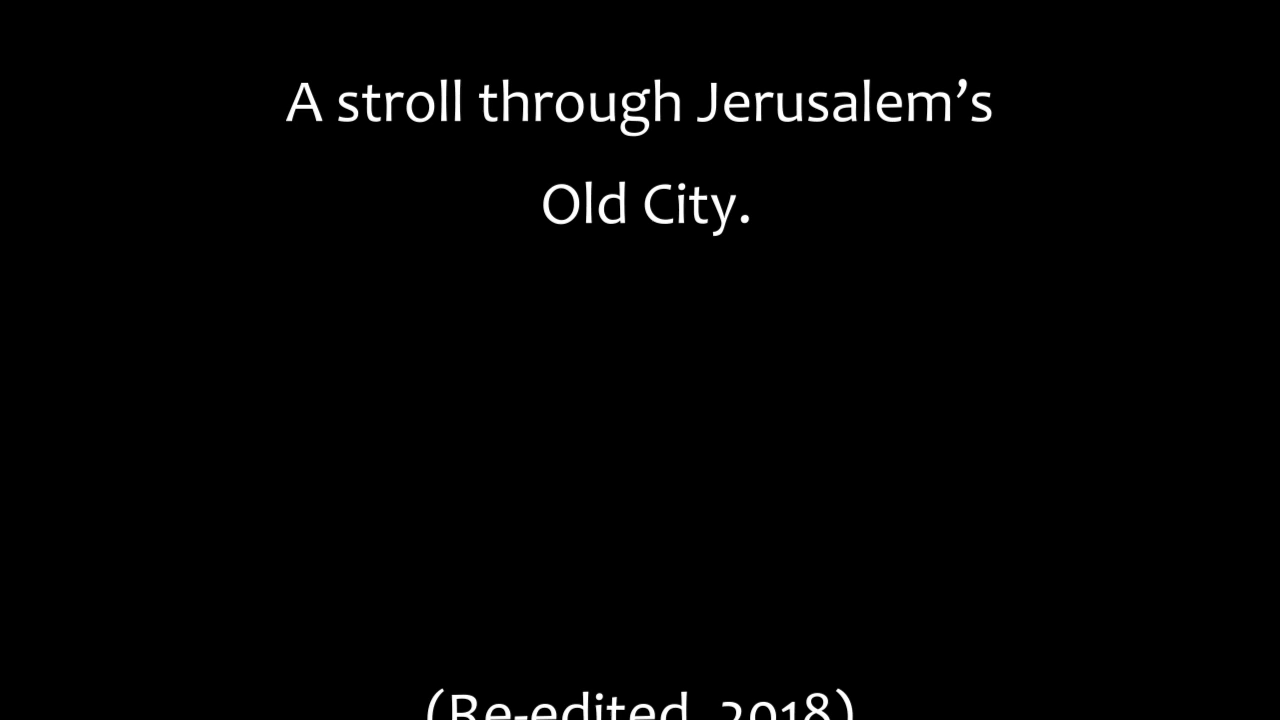 A stroll through Jerusalem’s
Old City.
(Re-edited, 2018)